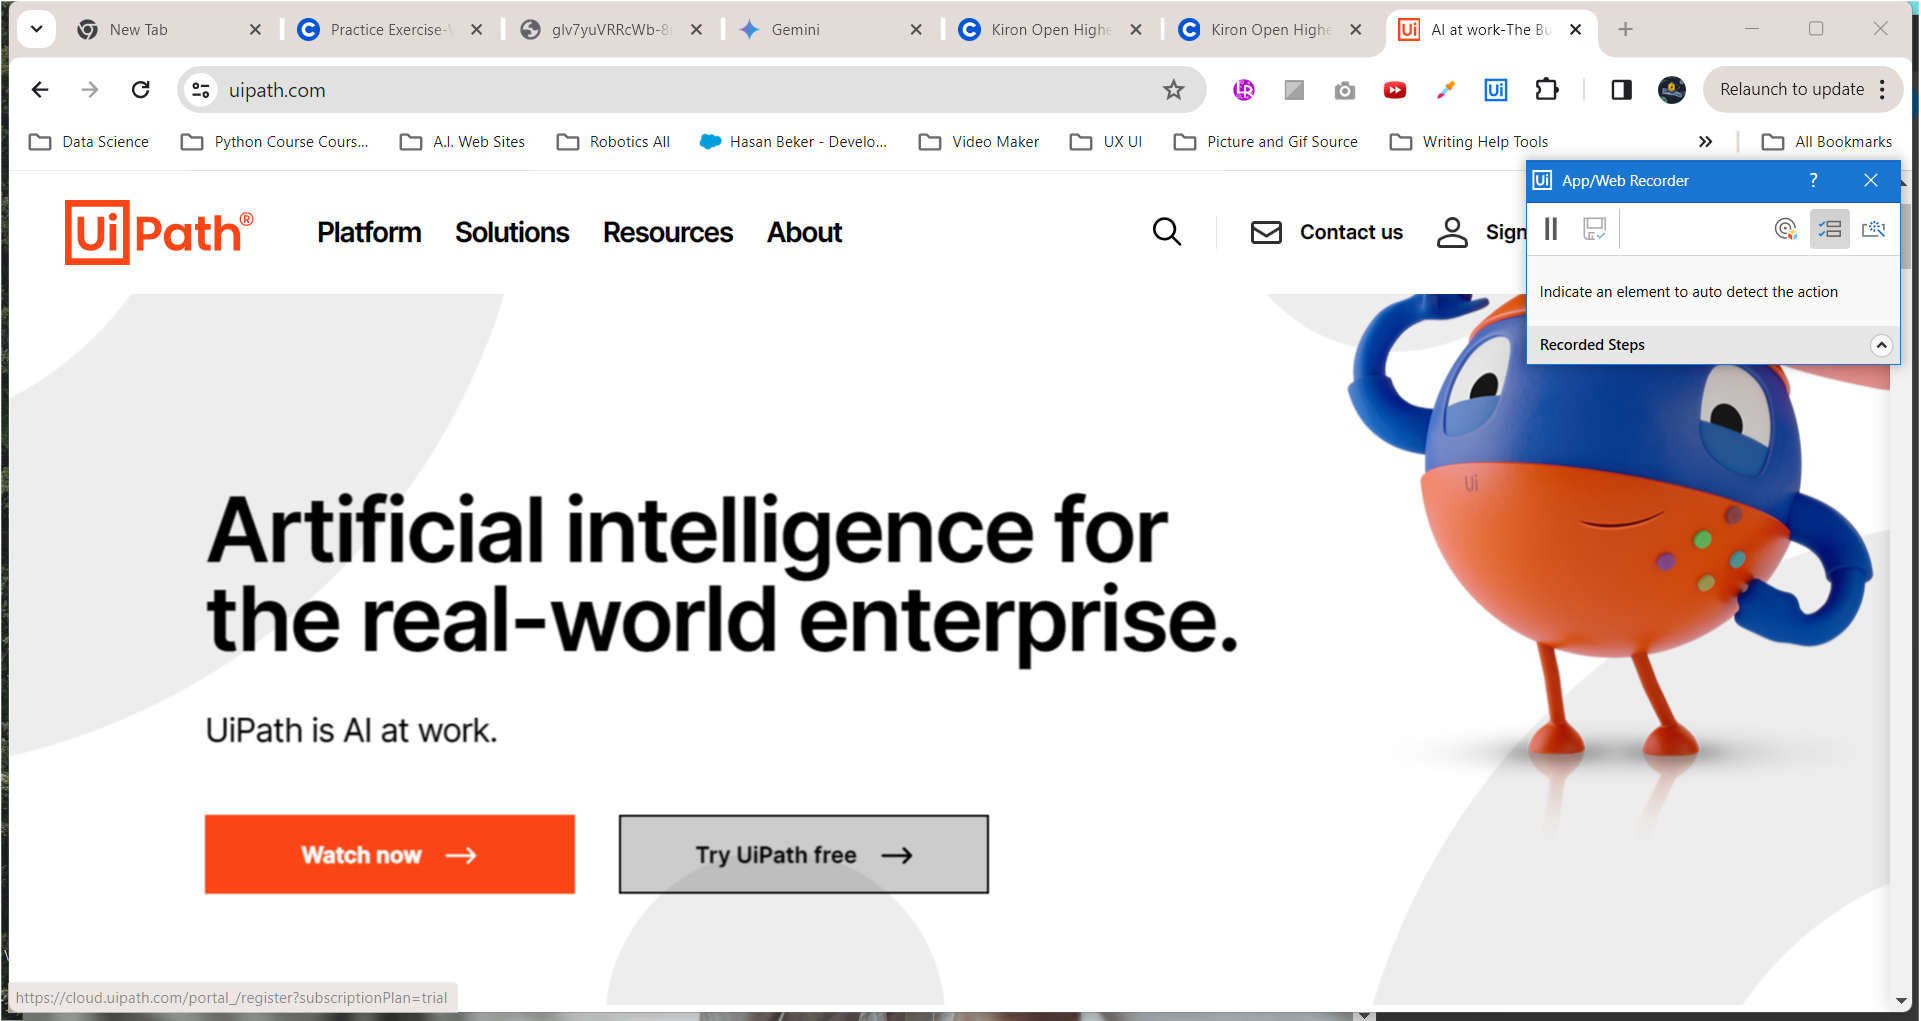 New Tab
Practice Exercise-
glv7yuVRRcWb-8
Gemini
Kiron Open Highe
Kiron Open Highe
Ui
AI at work-The Bu
uipath.com
Ui
Relaunch to update
Data Science
Python Course Cours...
A.I. Web Sites
Robotics All
Hasan Beker - Develo...
Video Maker
UX UI
Picture and Gif Source
Writing Help Tools
All Bookmarks
Ui App/Web Recorder ?
UiPath®
Platform
Solutions
Resources
About
Contact us
Sign
Indicate an element to auto detect the action
Recorded Steps
Ui
Artificial intelligence for
the real-world enterprise.
UiPath is AI at work.
Watch now
Try UiPath free
https://cloud.uipath.com/portal_/register?subscriptionPlan=trial